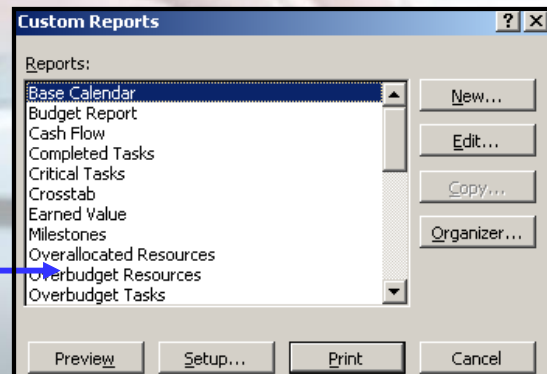 Custom Reports
Reports:
Base Calendar
Budget Report
Cash Flow
Completed Tasks
Critical Tasks
Crosstab
Earned Value
Milestones
Overallocated Resources
Overbudget Resources
Overbudget Tasks
New...
Edit...
Copy...
Organizer...
Preview
Setup...
Print
Cancel